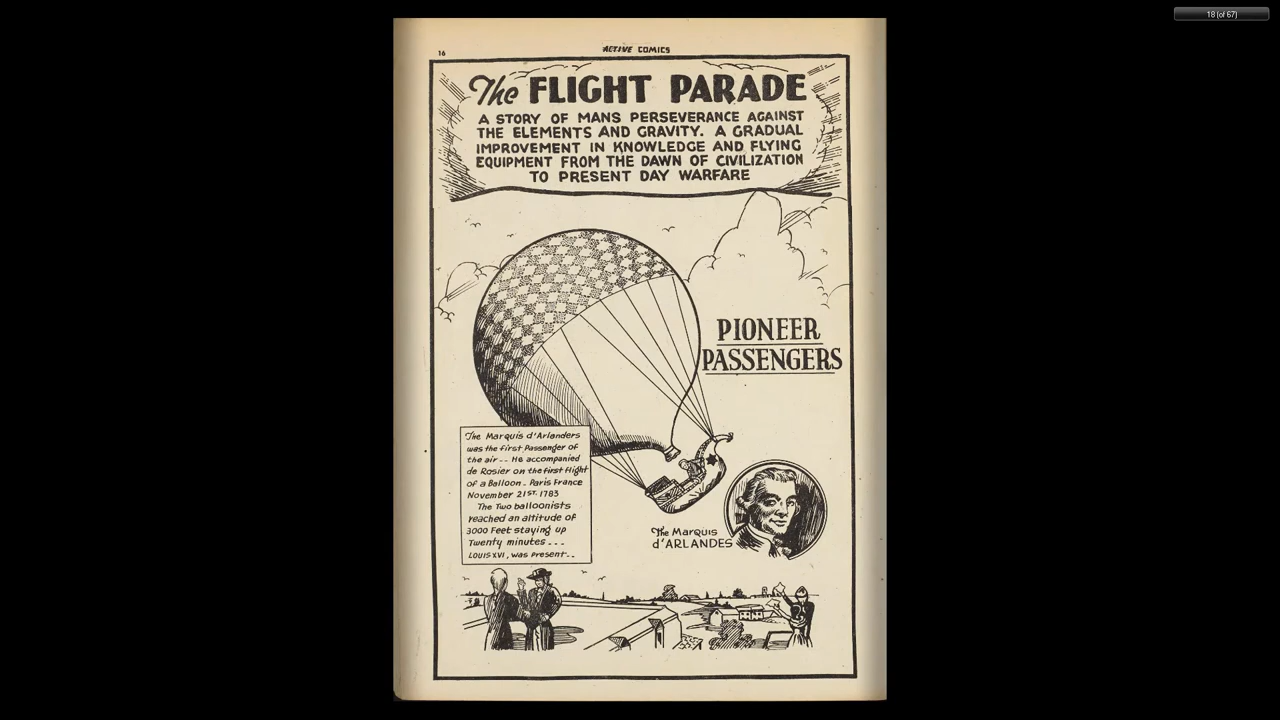 18 (of 67)
16
ACTIVE COMICS
The FLIGHT PARADE
A STORY OF MANS PERSEVERANCE AGAINST
THE ELEMENTS AND GRAVITY. A GRADUAL
IMPROVEMENT IN KNOWLEDGE AND FLYING
EQUIPMENT FROM THE DAWN OF CIVILIZATION
TO PRESENT DAY WARFARE
PIONEER
PASSENGERS
The Marquis d'Arlanders
was the first Passenger of
the air -- He accompanied
de Rosier on the first flight
of a Balloon - Paris France
November 21ST. 1783
The Two balloonists
reached an altitude of
3000 Feet staying up
Twenty minutes ---
LOUIS XVI, was present--
The Marquis
d'ARLANDES